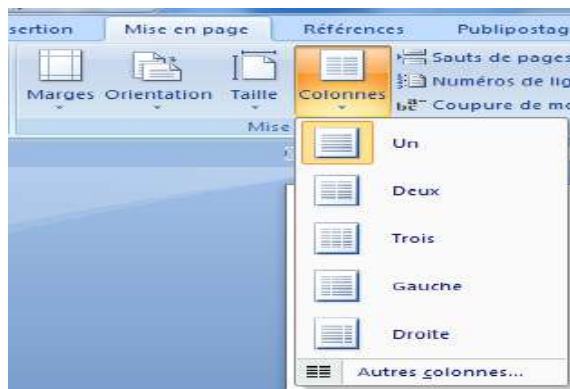 sertion Mise en page Références Publipostag
Marges Orientation Taille Colonnes
Sauts de pages
Numéros de lig
Coupure de mo
Mise
Un
Deux
Trois
Gauche
Droite
Autres colonnes...